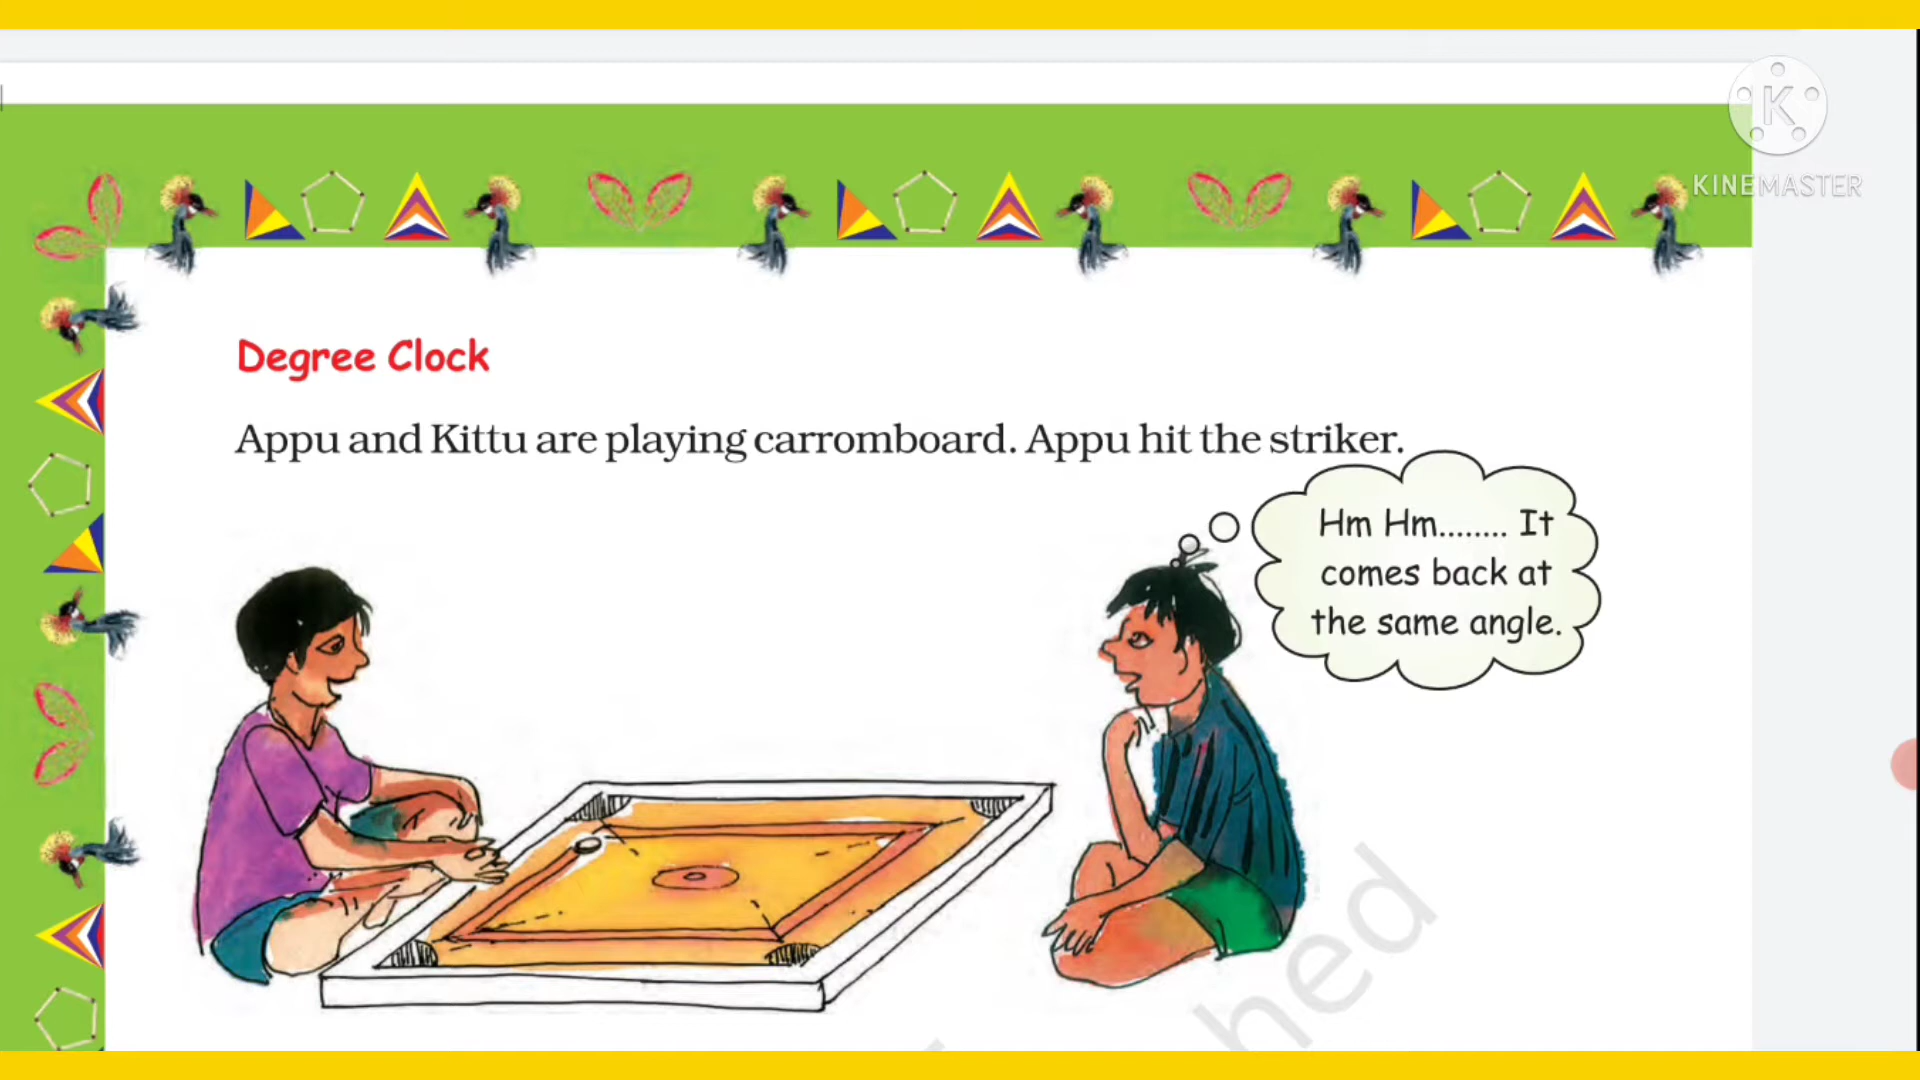 KINEMASTER
Degree Clock
Appu and Kittu are playing carromboard. Appu hit the striker.
Hm Hm........ It
comes back at
the same angle.
hed